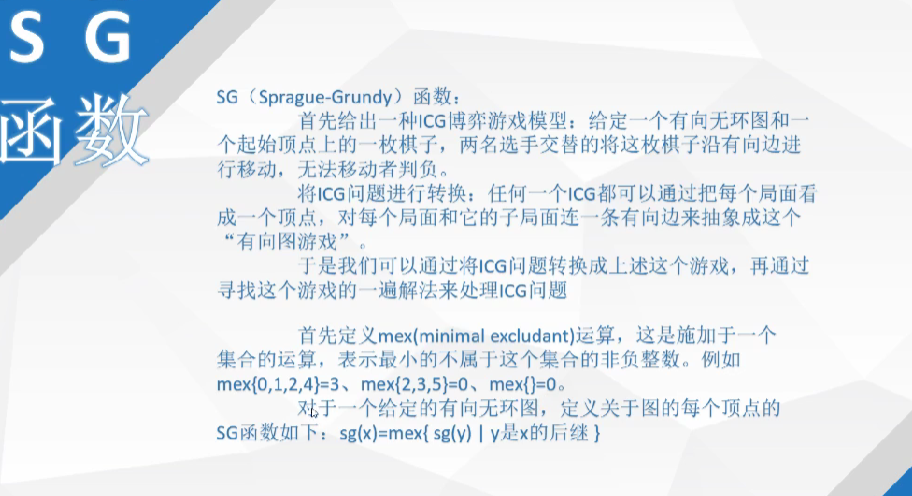 S G
函数
SG（Sprague-Grundy）函数：
首先给出一种ICG博弈游戏模型：给定一个有向无环图和一
个起始顶点上的一枚棋子，两名选手交替的将这枚棋子沿有向边进
行移动，无法移动者判负。
将ICG问题进行转换：任何一个ICG都可以通过把每个局面看
成一个顶点，对每个局面和它的子局面连一条有向边来抽象成这个
“有向图游戏”。
于是我们可以通过将ICG问题转换成上述这个游戏，再通过
寻找这个游戏的一遍解法来处理ICG问题
首先定义mex(minimal excludant)运算，这是施加于一个
集合的运算，表示最小的不属于这个集合的非负整数。例如
mex{0,1,2,4}=3、mex{2,3,5}=0、mex{}=0。
对于一个给定的有向无环图，定义关于图的每个顶点的
SG函数如下：sg(x)=mex{ sg(y) | y是x的后继 }